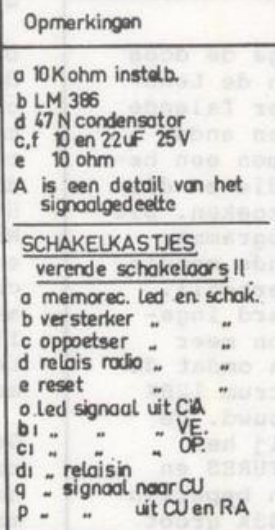 Opmerkingen
a 10K ohm instelb.
b LM 386
d 47 N condensator
c,f 10 en 22uF 25V
e 10 ohm
A is een detail van het
signaalgedeelte
SCHAKELKASTJES
verende schakelaars !!
a memorec. led en. schak.
b versterker „ „
c oppoetser „ „
d relais radio „ „
e reset „
o.led signaal uit CIA
b1 „ „ „ VE.
c1 „ „ „ OP.
d1 „ relaisin
q „ signaal naar CU
p „ „ uit CU en RA